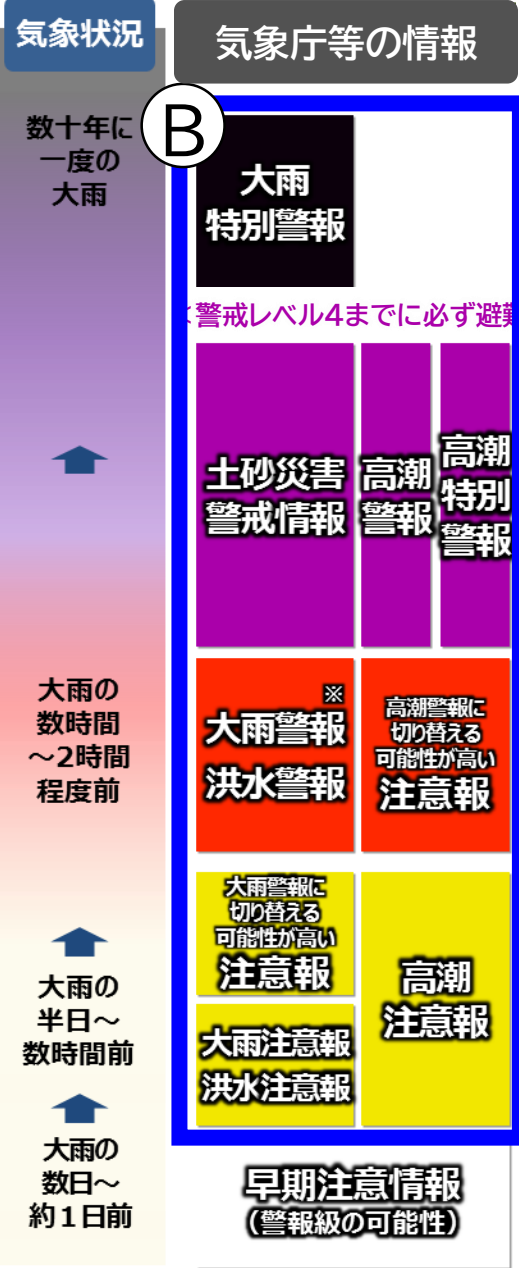 気象状況
気象庁等の情報
B
数十年に
一度の
大雨
大雨
特別警報
警戒レベル4までに必ず避難
土砂災害
警戒情報
高潮
警報
高潮
特別
警報
大雨の
数時間
～2時間
程度前
※
大雨警報
洪水警報
高潮警報に
切り替える
可能性が高い
注意報
大雨の
半日～
数時間前
大雨警報に
切り替える
可能性が高い
注意報
大雨注意報
洪水注意報
高潮
注意報
大雨の
数日～
約1日前
早期注意情報
(警報級の可能性)